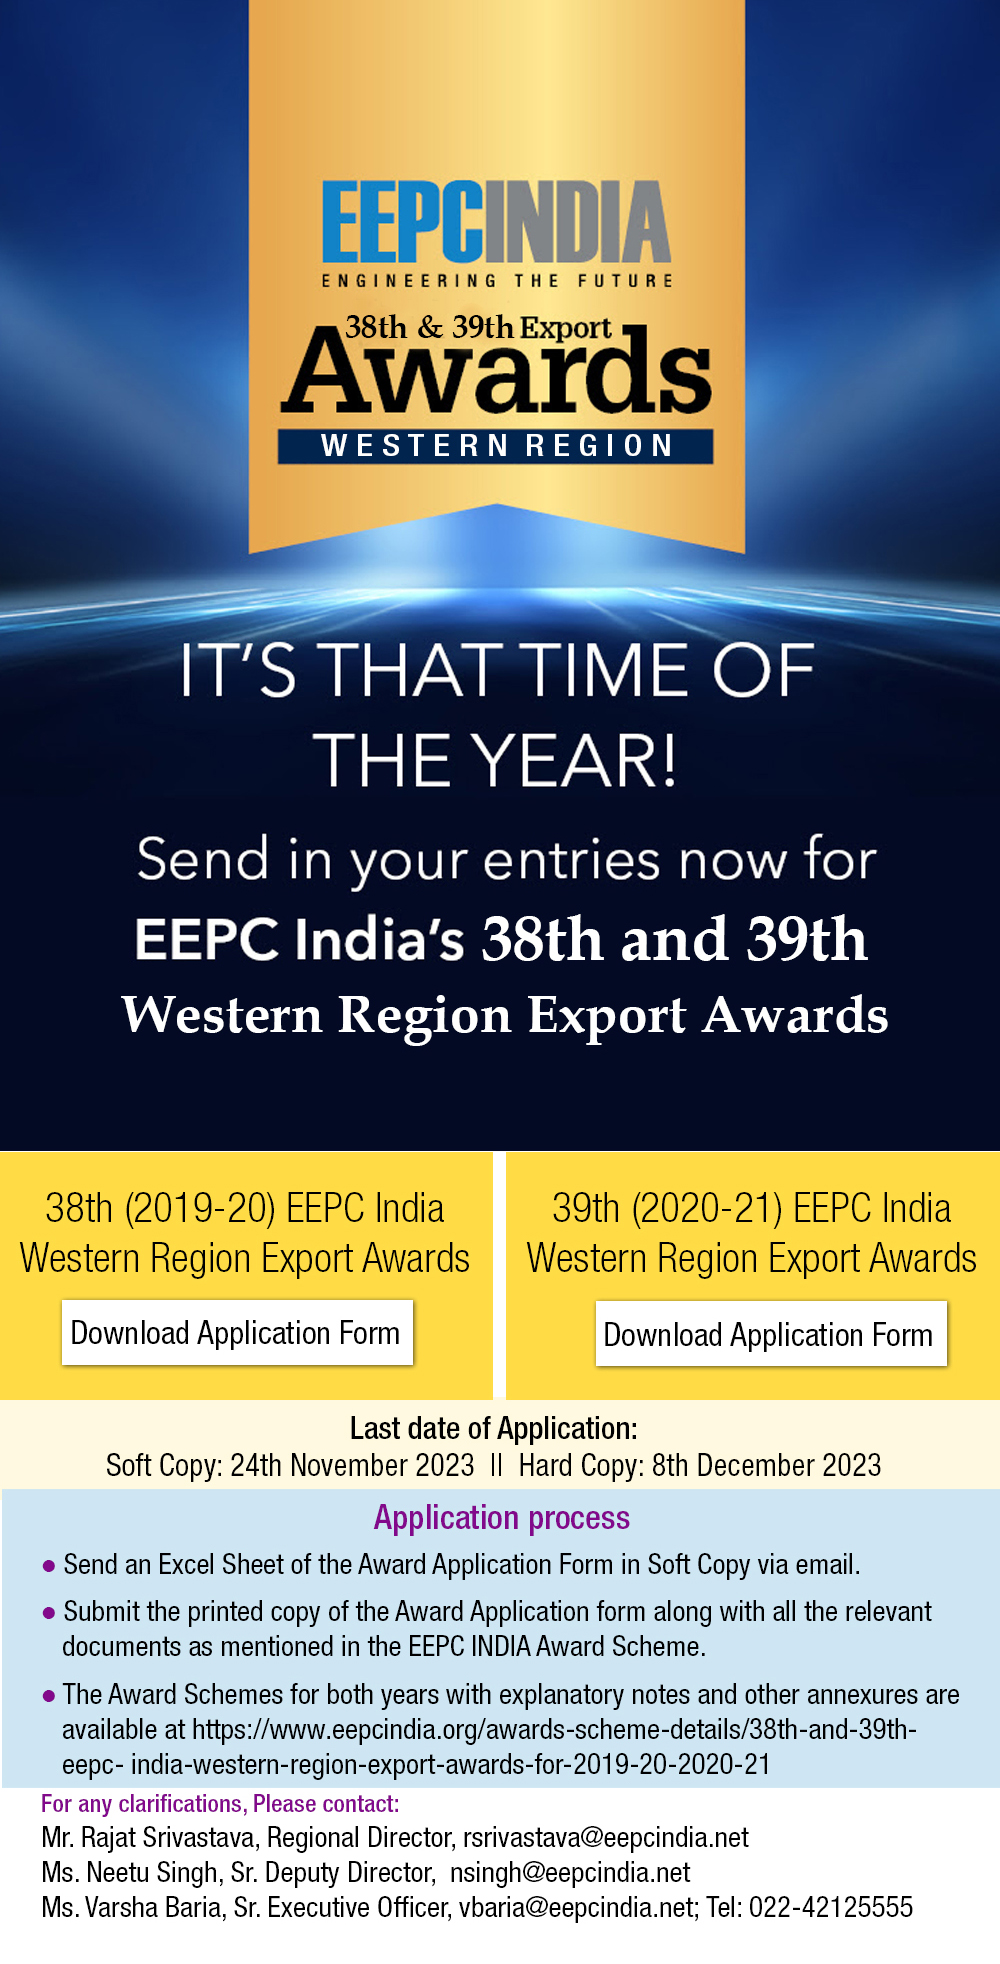 EEPCINDIA
ENGINEERING THE FUTURE
38th & 39th Export
Awards
WESTERN REGION
IT'S THAT TIME OF
THE YEAR!
Send in your entries now for
EEPC India's 38th and 39th
Western Region Export Awards
38th (2019-20) EEPC India
Western Region Export Awards
Download Application Form
39th (2020-21) EEPC India
Western Region Export Awards
Download Application Form
Last date of Application:
Soft Copy: 24th November 2023 || Hard Copy: 8th December 2023
Application process
● Send an Excel Sheet of the Award Application Form in Soft Copy via email.
● Submit the printed copy of the Award Application form along with all the relevant
documents as mentioned in the EEPC INDIA Award Scheme.
● The Award Schemes for both years with explanatory notes and other annexures are
available at https://www.eepcindia.org/awards-scheme-details/38th-and-39th-
eepc- india-western-region-export-awards-for-2019-20-2020-21
For any clarifications, Please contact:
Mr. Rajat Srivastava, Regional Director, rsrivastava@eepcindia.net
Ms. Neetu Singh, Sr. Deputy Director, nsingh@eepcindia.net
Ms. Varsha Baria, Sr. Executive Officer, vbaria@eepcindia.net; Tel: 022-42125555